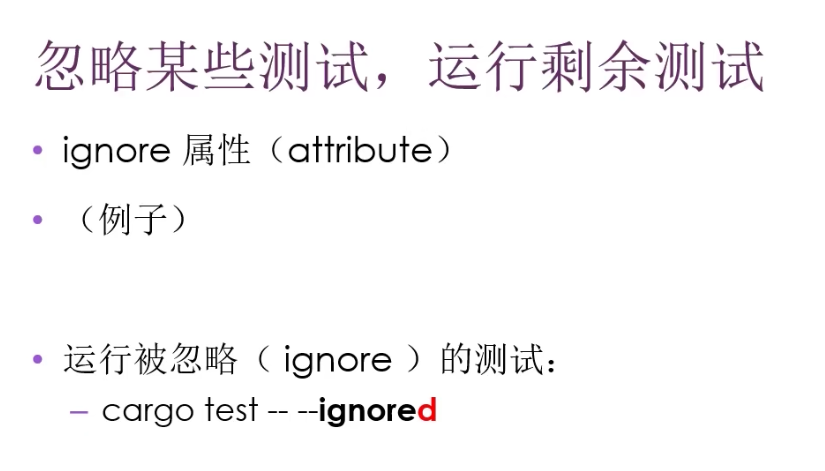 忽略某些测试，运行剩余测试
• ignore 属性（attribute）
• （例子）
• 运行被忽略（ ignore ）的测试：
– cargo test -- --ignored